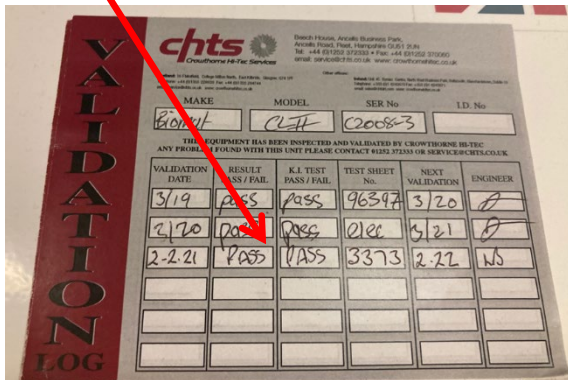 VALIDATION LOG
chts
Crowthorne Hi-Tec Services
Beech House, Ancells Business Park,
Ancells Road, Fleet, Hampshire GU51 2UN
Tel: +44 (0)1252 372333 • Fax: +44 (0)1252 370060
email: service@chts.co.uk www: crowthornehitec.co.uk
MAKE MODEL SER No I.D. No
CLII C2008-3
THIS EQUIPMENT HAS BEEN INSPECTED AND VALIDATED BY CROWTHORNE HI-TEC
ANY PROBLEM FOUND WITH THIS UNIT PLEASE CONTACT 01252 372333 OR SERVICE@CHTS.CO.UK
VALIDATION DATE RESULT PASS / FAIL K.I. TEST PASS / FAIL TEST SHEET No. NEXT VALIDATION ENGINEER
3/19 pass pass 96397 3/20
2/20 pass pass elec 3/21
2-2-21 PASS PASS 3373 2-22